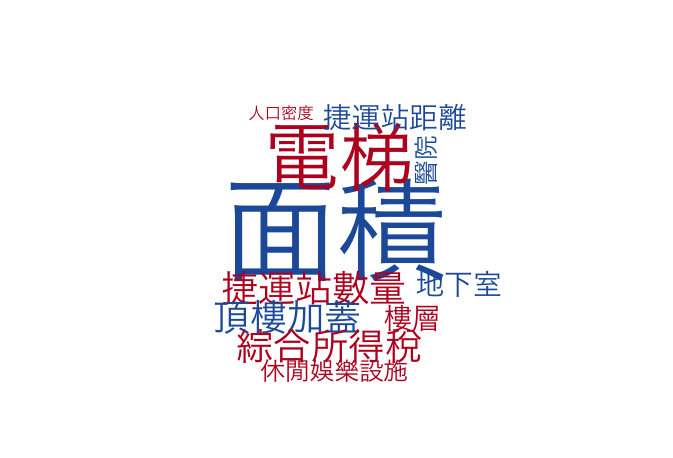 人口密度
捷運站距離
電梯
醫院
面積
捷運站數量
地下室
頂樓加蓋
樓層
綜合所得稅
休閒娛樂設施